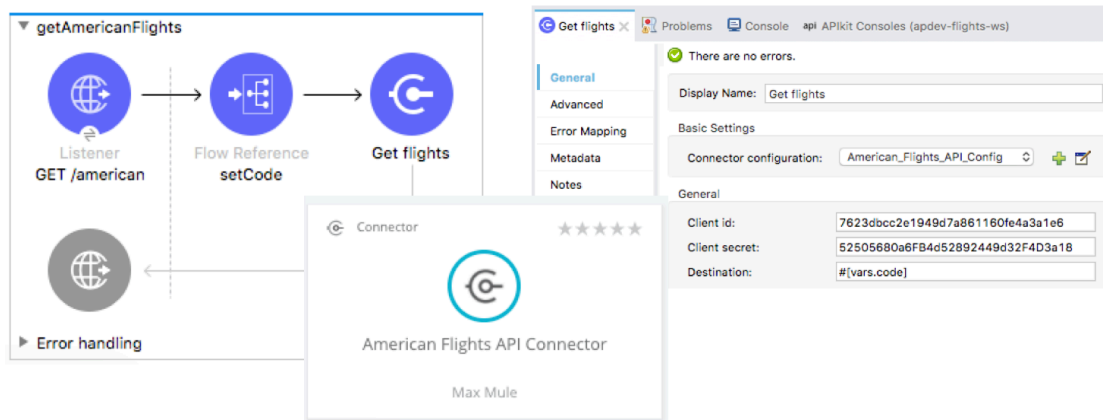 getAmericanFlights
Listener
GET /american
Flow Reference
setCode
Get flights
Error handling
Connector
American Flights API Connector
Max Mule
Get flights
Problems
Console
api APIkit Consoles (apdev-flights-ws)
There are no errors.
General
Advanced
Error Mapping
Metadata
Notes
Display Name: Get flights
Basic Settings
Connector configuration: American_Flights_API_Config
General
Client id: 7623dbcc2e1949d7a861160fe4a3a1e6
Client secret: 52505680a6FB4d52892449d32F4D3a18
Destination: #[vars.code]